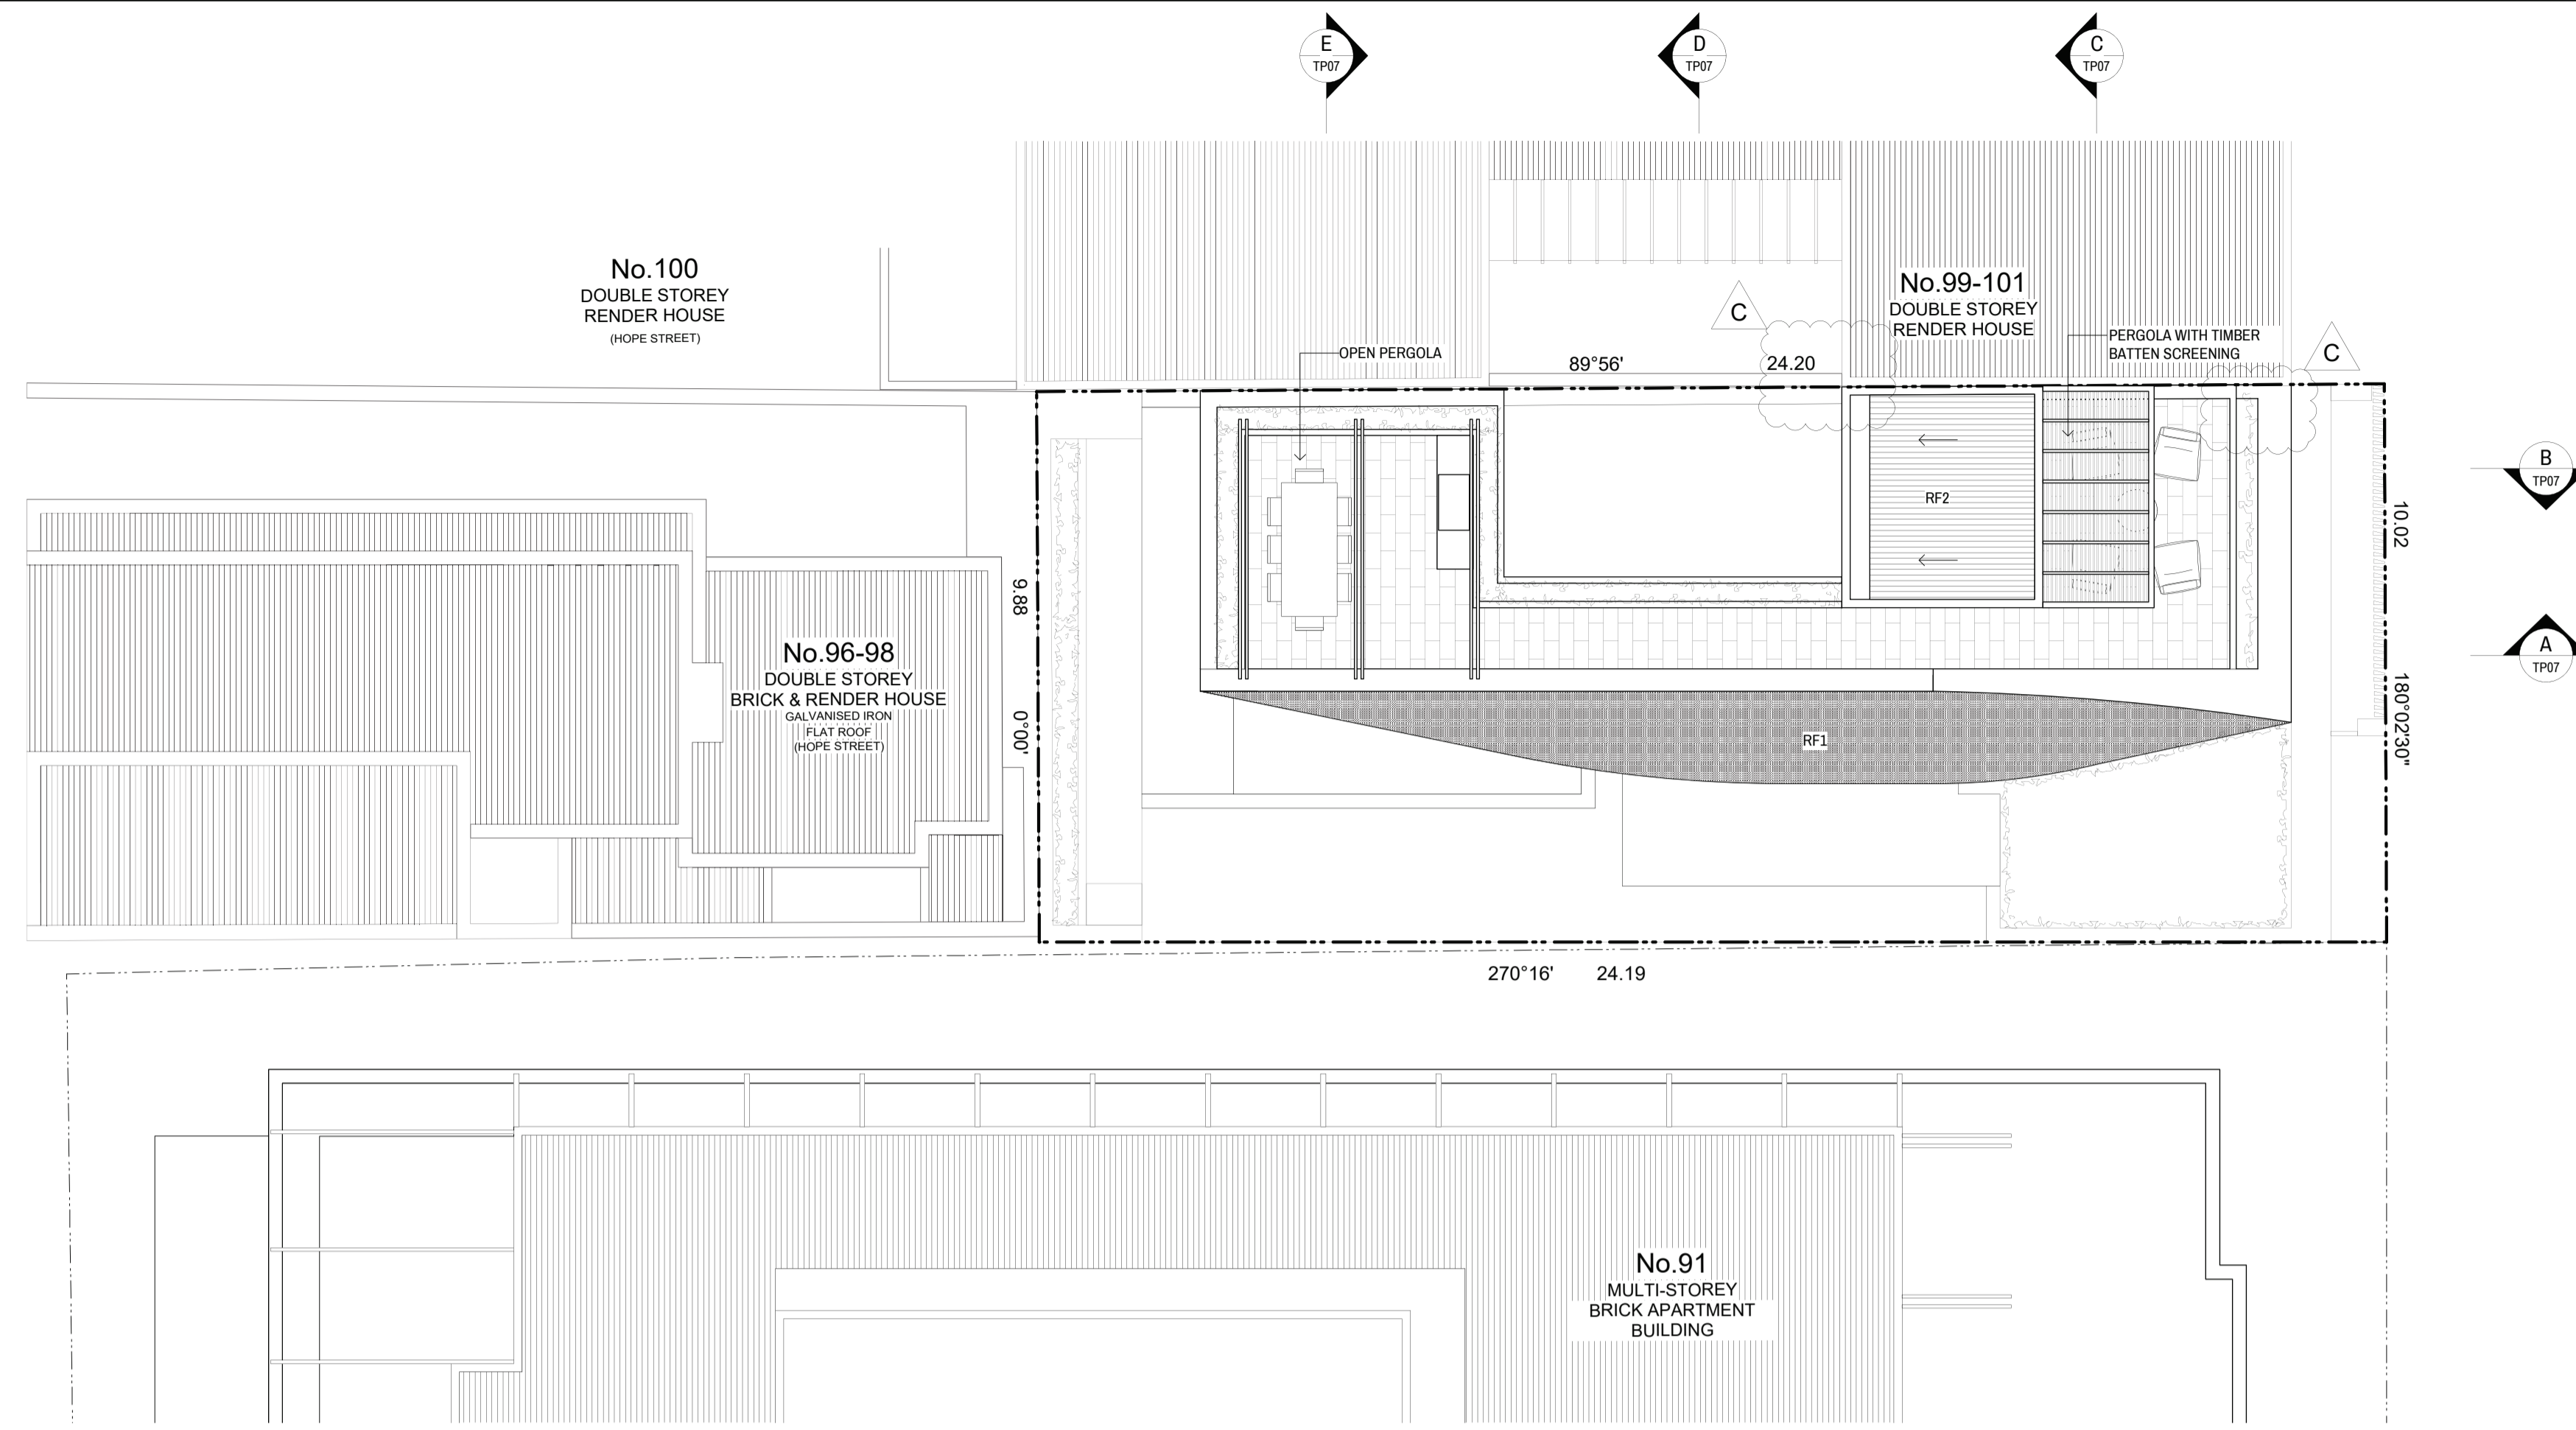 E
TP07
D
TP07
C
TP07
No.100
DOUBLE STOREY
RENDER HOUSE
(HOPE STREET)
No.99-101
DOUBLE STOREY
RENDER HOUSE
C
PERGOLA WITH TIMBER
BATTEN SCREENING
C
OPEN PERGOLA
89°56' 24.20
B
TP07
RF2
10.02
9.88
No.96-98
DOUBLE STOREY
BRICK & RENDER HOUSE
GALVANISED IRON
FLAT ROOF
(HOPE STREET)
0°00'
A
TP07
180°02'30"
RF1
270°16' 24.19
No.91
MULTI-STOREY
BRICK APARTMENT
BUILDING